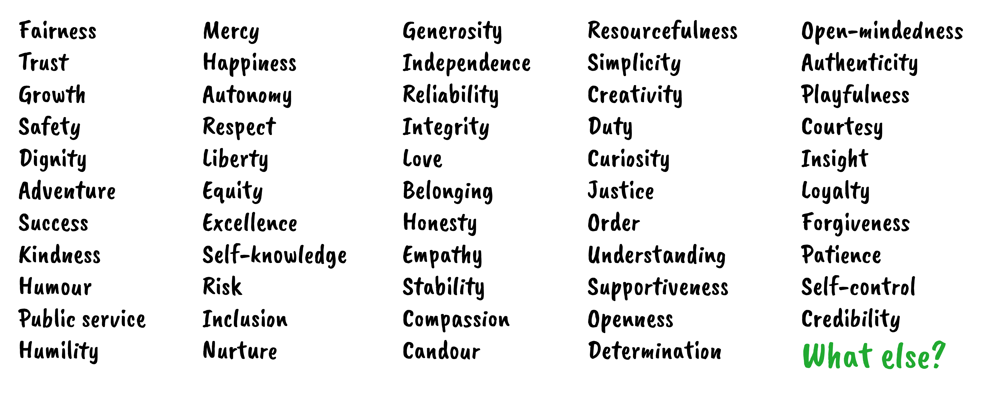 Fairness
Trust
Growth
Safety
Dignity
Adventure
Success
Kindness
Humour
Public service
Humility
Mercy
Happiness
Autonomy
Respect
Liberty
Equity
Excellence
Self-knowledge
Risk
Inclusion
Nurture
Generosity
Independence
Reliability
Integrity
Love
Belonging
Honesty
Empathy
Stability
Compassion
Candour
Resourcefulness
Simplicity
Creativity
Duty
Curiosity
Justice
Order
Understanding
Supportiveness
Openness
Determination
Open-mindedness
Authenticity
Playfulness
Courtesy
Insight
Loyalty
Forgiveness
Patience
Self-control
Credibility
What else?